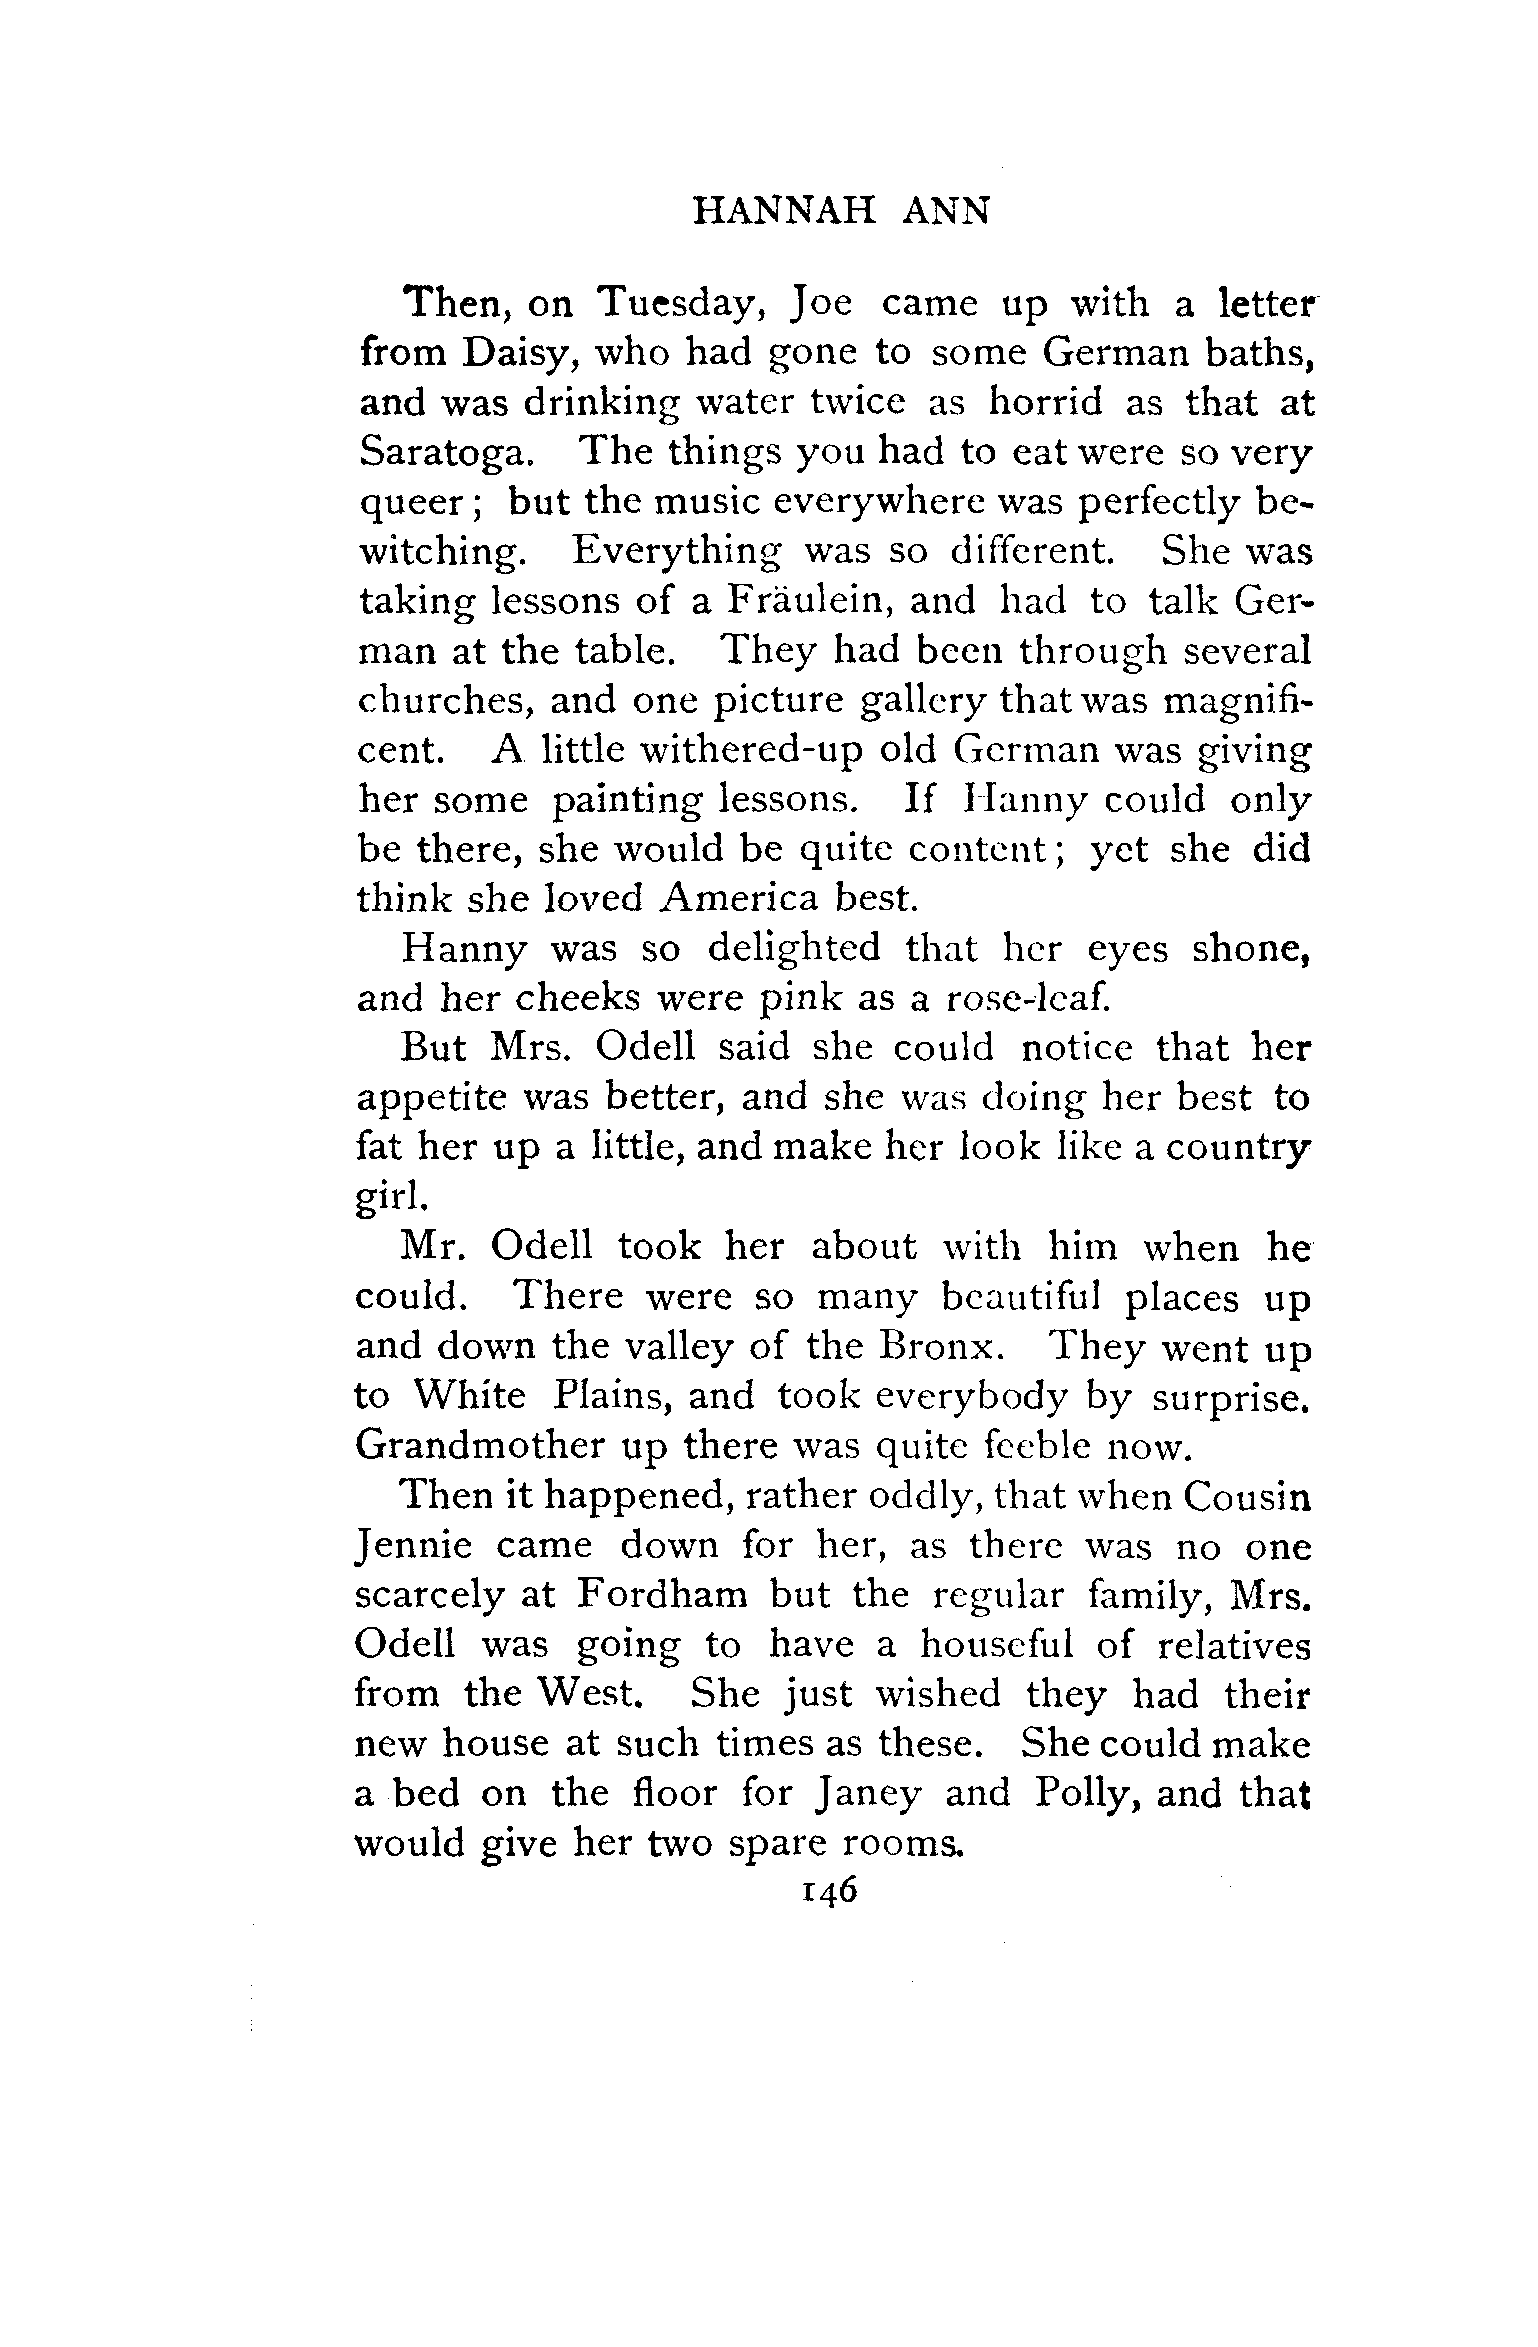 HANNAH ANN
Then, on Tuesday, Joe came up with a letter
from Daisy, who had gone to some German baths,
and was drinking water twice as horrid as that at
Saratoga. The things you had to eat were so very
queer; but the music everywhere was perfectly be-
witching. Everything was so different. She was
taking lessons of a Fräulein, and had to talk Ger-
man at the table. They had been through several
churches, and one picture gallery that was magnifi-
cent. A little withered-up old German was giving
her some painting lessons. If Hanny could only
be there, she would be quite content; yet she did
think she loved America best.
Hanny was so delighted that her eyes shone,
and her cheeks were pink as a rose-leaf.
But Mrs. Odell said she could notice that her
appetite was better, and she was doing her best to
fat her up a little, and make her look like a country
girl.
Mr. Odell took her about with him when he
could. There were so many beautiful places up
and down the valley of the Bronx. They went up
to White Plains, and took everybody by surprise.
Grandmother up there was quite feeble now.
Then it happened, rather oddly, that when Cousin
Jennie came down for her, as there was no one
scarcely at Fordham but the regular family, Mrs.
Odell was going to have a houseful of relatives
from the West. She just wished they had their
new house at such times as these. She could make
a bed on the floor for Janey and Polly, and that
would give her two spare rooms.
146